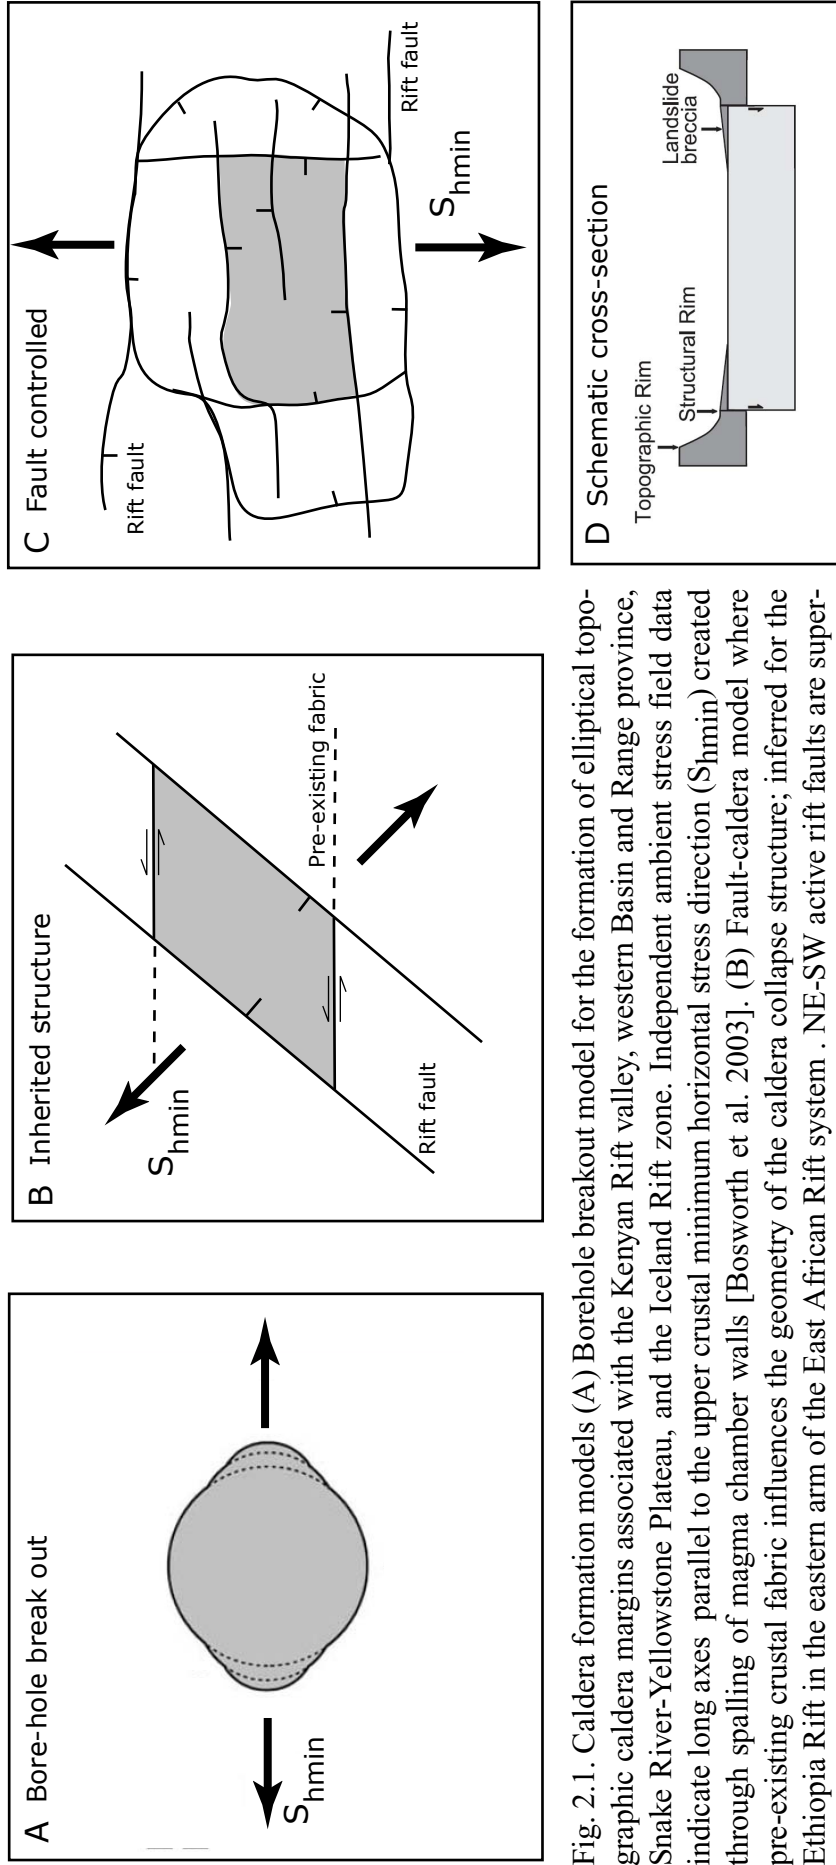 A Bore-hole break out
Shmin
B Inherited structure
Shmin
Pre-existing fabric
Rift fault
C Fault controlled
Rift fault
Shmin
Rift fault
D Schematic cross-section
Topographic Rim
Structural Rim
Landslide
breccia
Fig. 2.1. Caldera formation models (A) Borehole breakout model for the formation of elliptical topo-
graphic caldera margins associated with the Kenyan Rift valley, western Basin and Range province,
Snake River-Yellowstone Plateau, and the Iceland Rift zone. Independent ambient stress field data
indicate long axes parallel to the upper crustal minimum horizontal stress direction (Shmin) created
through spalling of magma chamber walls [Bosworth et al. 2003]. (B) Fault-caldera model where
pre-existing crustal fabric influences the geometry of the caldera collapse structure; inferred for the
Ethiopia Rift in the eastern arm of the East African Rift system . NE-SW active rift faults are super-